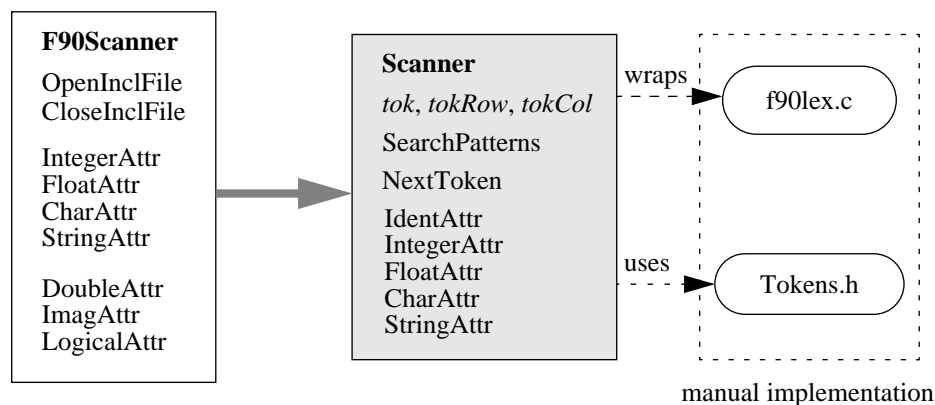 F90Scanner
OpenInclFile
CloseInclFile
IntegerAttr
FloatAttr
CharAttr
StringAttr
DoubleAttr
ImagAttr
LogicalAttr
Scanner
tok, tokRow, tokCol
SearchPatterns
NextToken
IdentAttr
IntegerAttr
FloatAttr
CharAttr
StringAttr
wraps
uses
f90lex.c
Tokens.h
manual implementation